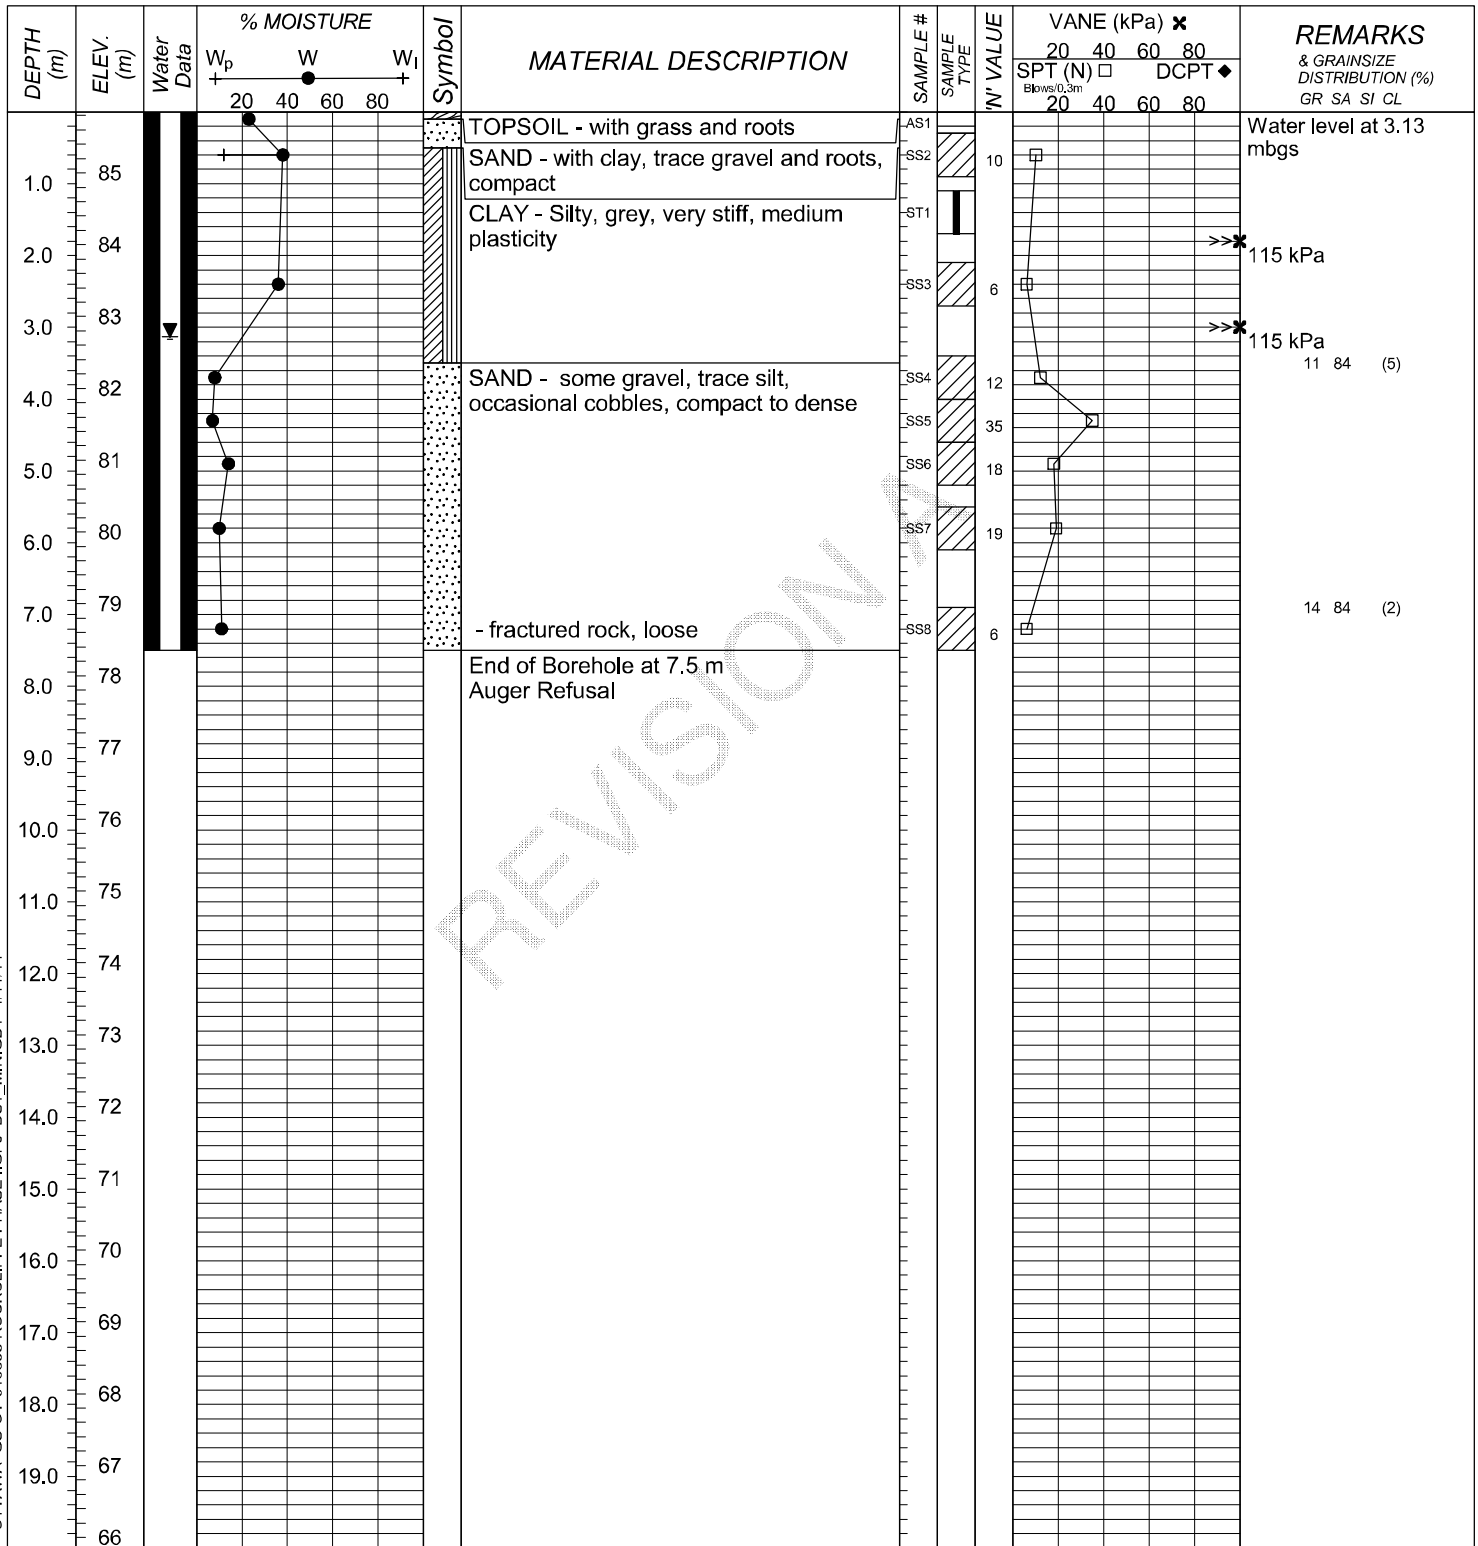 DEPTH (m)
ELEV. (m)
Water Data
% MOISTURE
Wp W Wl
20 40 60 80
Symbol
MATERIAL DESCRIPTION
SAMPLE #
SAMPLE TYPE
'N' VALUE
VANE (kPa)
20 40 60 80
SPT (N) DCPT
Blows/0.3m
20 40 60 80
REMARKS
& GRAINSIZE
DISTRIBUTION (%)
GR SA SI CL
TOPSOIL - with grass and roots
AS1
Water level at 3.13
mbgs
SAND - with clay, trace gravel and roots,
compact
SS2
10
85
1.0
CLAY - Silty, grey, very stiff, medium
plasticity
ST1
84
2.0
>>
115 kPa
SS3
6
83
3.0
>>
115 kPa
11 84 (5)
SAND - some gravel, trace silt,
occasional cobbles, compact to dense
SS4
12
82
4.0
SS5
35
81
5.0
SS6
18
80
6.0
SS7
19
79
7.0
14 84 (2)
- fractured rock, loose
SS8
6
End of Borehole at 7.5 m
Auger Refusal
78
8.0
77
9.0
76
10.0
75
11.0
74
12.0
73
13.0
72
14.0
71
15.0
70
16.0
69
17.0
68
18.0
67
19.0
66
REVISION A